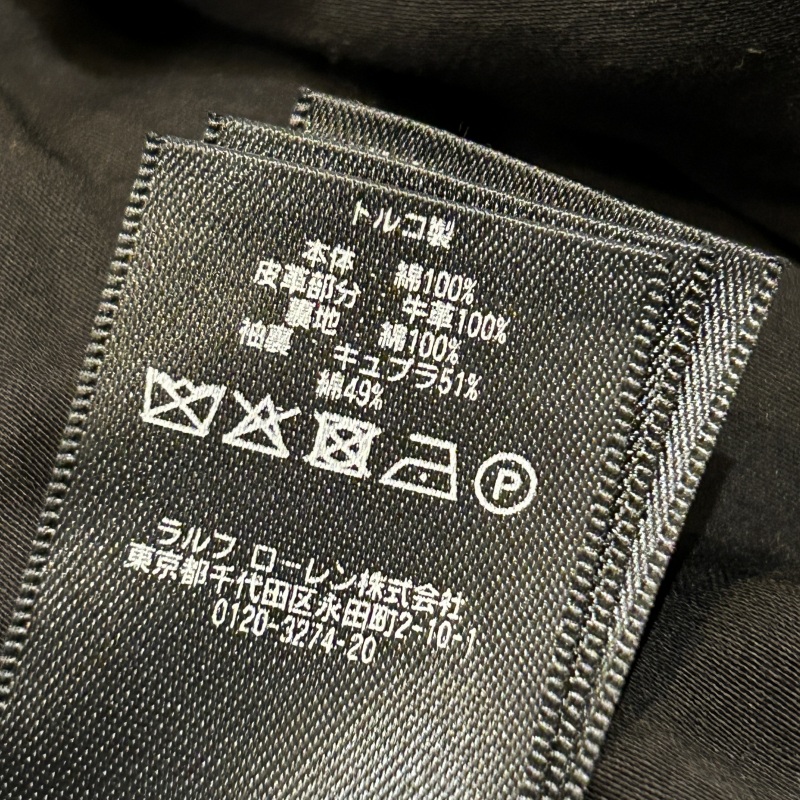 トルコ製
本体 綿100%
皮革部分 牛革100%
裏地 綿100%
袖裏 キュプラ51%
綿49%
P
ラルフ ローレン株式会社
東京都千代田区永田町2-10-1
0120-3274-20